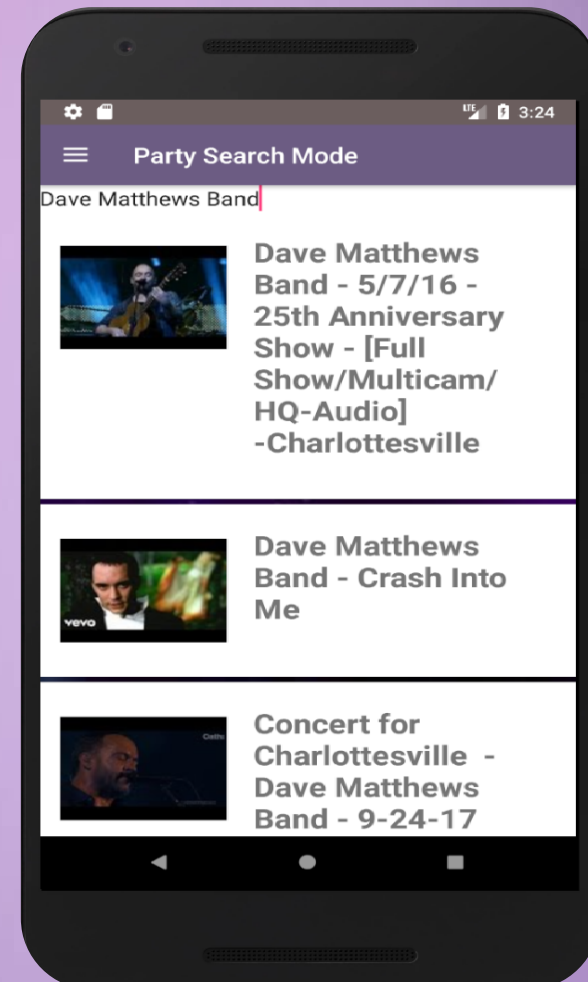 LTE 3:24
Party Search Mode
Dave Matthews Band
Dave Matthews
Band - 5/7/16 -
25th Anniversary
Show - [Full
Show/Multicam/
HQ-Audio]
-Charlottesville
Dave Matthews
Band - Crash Into
Me
vevo
Concert for
Charlottesville -
Dave Matthews
Band - 9-24-17